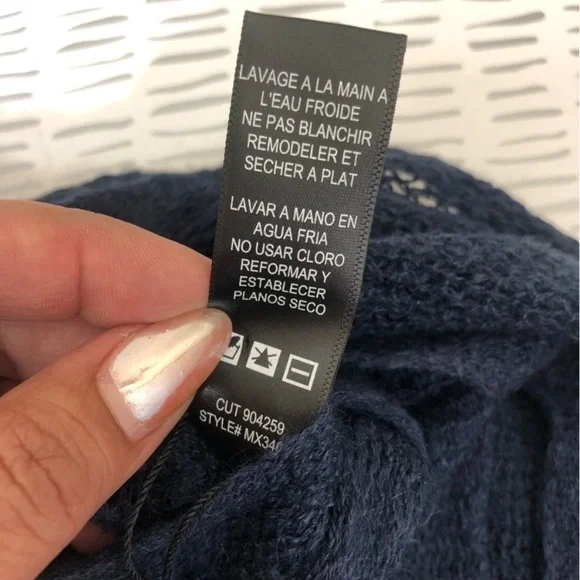 LAVAGE A LA MAIN A
L'EAU FROIDE
NE PAS BLANCHIR
REMODELER ET
SECHER A PLAT
LAVAR A MANO EN
AGUA FRIA
NO USAR CLORO
REFORMAR Y
ESTABLECER
PLANOS SECO
CUT 904259
STYLE#